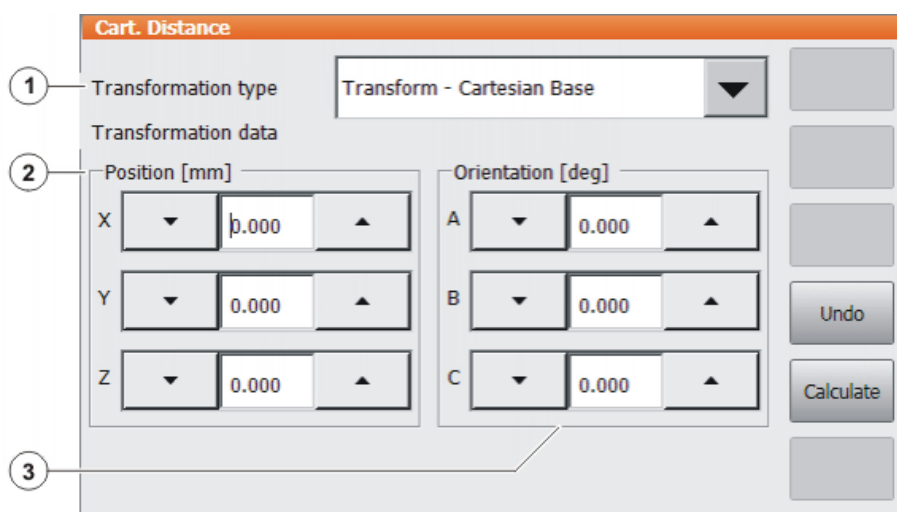 Cart. Distance
1
Transformation type
Transform - Cartesian Base
Transformation data
2
Position [mm]
Orientation [deg]
X
0.000
A
0.000
Y
0.000
B
0.000
Undo
Z
0.000
C
0.000
Calculate
3